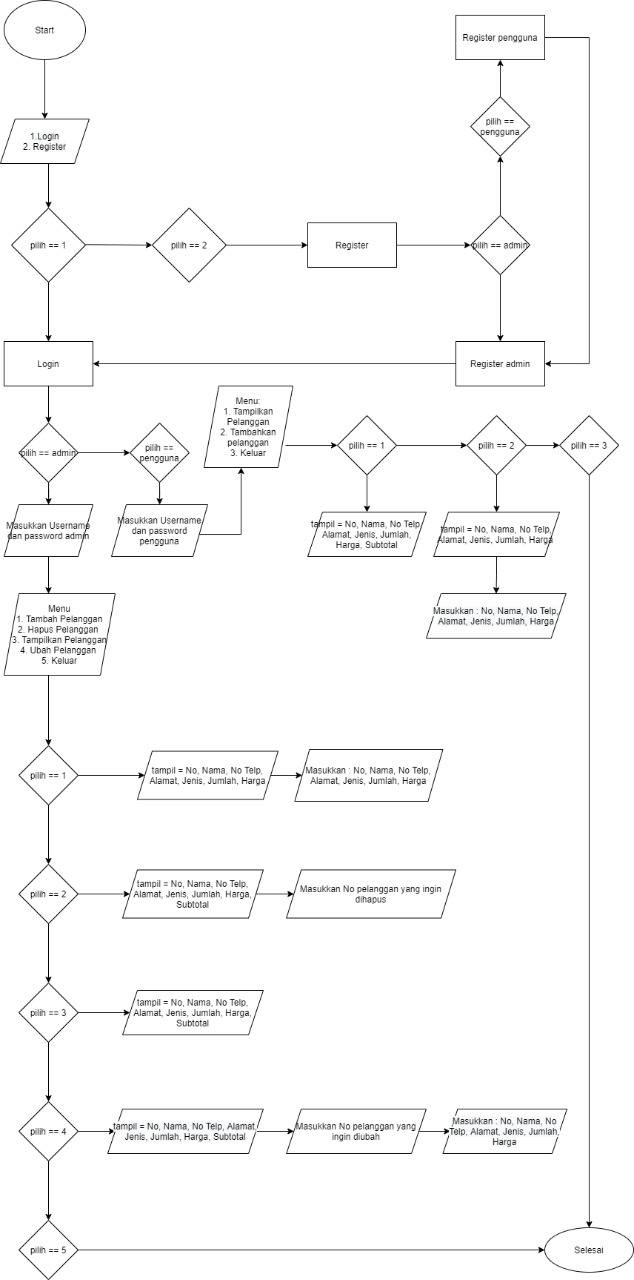 Start
Register pengguna
1.Login
2. Register
pilih ==
pengguna
pilih == 1
pilih == 2
Register
pilih == admin
Login
Register admin
Menu:
1. Tampilkan
Pelanggan
2. Tambahkan
pelanggan
3. Keluar
pilih == admin
pilih ==
pengguna
pilih == 1
pilih == 2
pilih == 3
Masukkan Username
dan password admin
Masukkan Username
dan password
pengguna
tampil = No, Nama, No Telp,
Alamat, Jenis, Jumlah,
Harga, Subtotal
tampil = No, Nama, No Telp,
Alamat, Jenis, Jumlah, Harga
Masukkan : No, Nama, No Telp,
Alamat, Jenis, Jumlah, Harga
Menu
1. Tambah Pelanggan
2. Hapus Pelanggan
3. Tampilkan Pelanggan
4. Ubah Pelanggan
5. Keluar
pilih == 1
tampil = No, Nama, No Telp,
Alamat, Jenis, Jumlah, Harga
Masukkan : No, Nama, No Telp,
Alamat, Jenis, Jumlah, Harga
pilih == 2
tampil = No, Nama, No Telp,
Alamat, Jenis, Jumlah, Harga,
Subtotal
Masukkan No pelanggan yang ingin
dihapus
pilih == 3
tampil = No, Nama, No Telp,
Alamat, Jenis, Jumlah, Harga,
Subtotal
pilih == 4
tampil = No, Nama, No Telp, Alamat,
Jenis, Jumlah, Harga, Subtotal
Masukkan No pelanggan yang
ingin diubah
Masukkan : No, Nama, No
Telp, Alamat, Jenis, Jumlah,
Harga
pilih == 5
Selesai